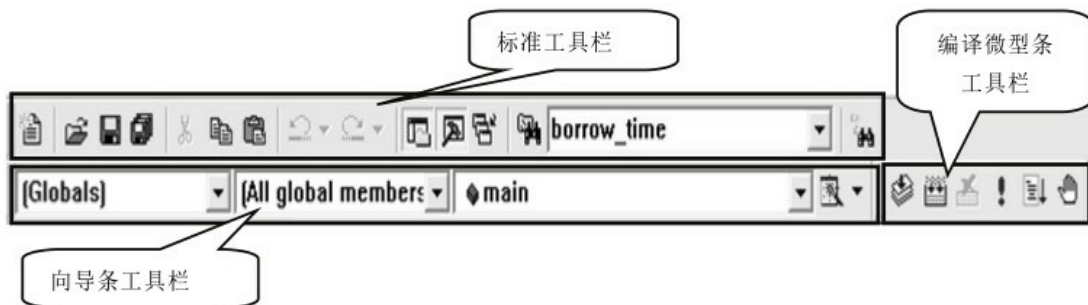 标准工具栏
编译微型条
工具栏
borrow_time
(Globals)
(All global members
main
向导条工具栏